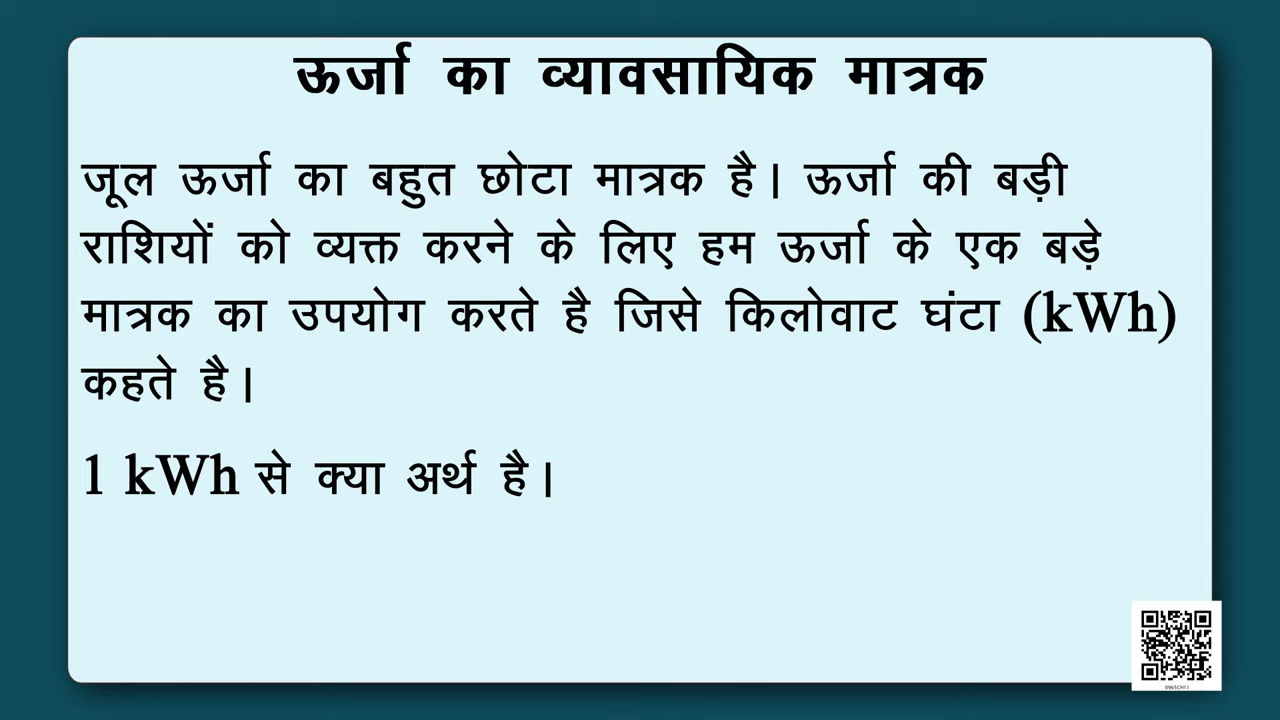 ऊर्जा का व्यावसायिक मात्रक
जूल ऊर्जा का बहुत छोटा मात्रक है। ऊर्जा की बड़ी
राशियों को व्यक्त करने के लिए हम ऊर्जा के एक बड़े
मात्रक का उपयोग करते है जिसे किलोवाट घंटा (kWh)
कहते है।
1 kWh से क्या अर्थ है।
0965CH11